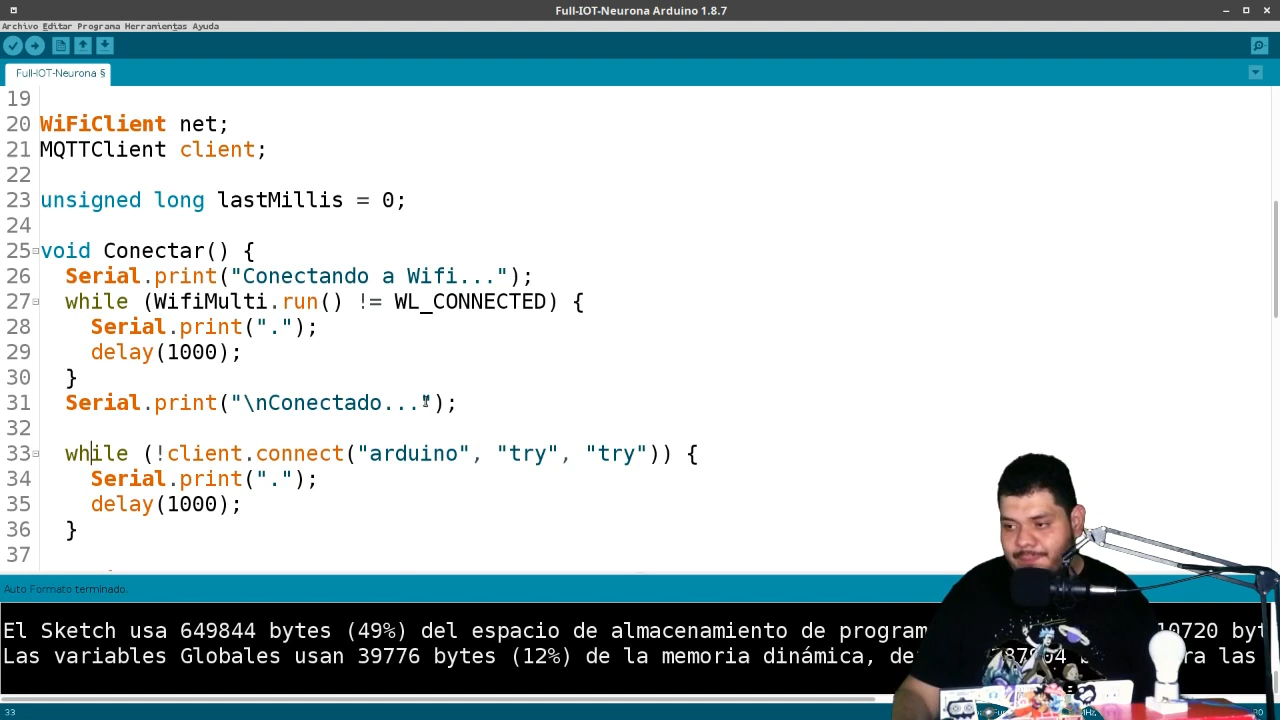 Full-IOT-Neurona Arduino 1.8.7
Archivo Editar Programa Herramientas Ayuda
Full-IOT-Neurona §
19
20 WiFiClient net;
21 MQTTClient client;
22
23 unsigned long lastMillis = 0;
24
25 void Conectar() {
26 Serial.print("Conectando a Wifi...");
27 while (WifiMulti.run() != WL_CONNECTED) {
28 Serial.print(".");
29 delay(1000);
30 }
31 Serial.print("\nConectado...");
32
33 while (!client.connect("arduino", "try", "try")) {
34 Serial.print(".");
35 delay(1000);
36 }
37
Auto Formato terminado.
El Sketch usa 649844 bytes (49%) del espacio de almacenamiento de program 10720 byt
Las variables Globales usan 39776 bytes (12%) de la memoria dinámica, de ra las
33